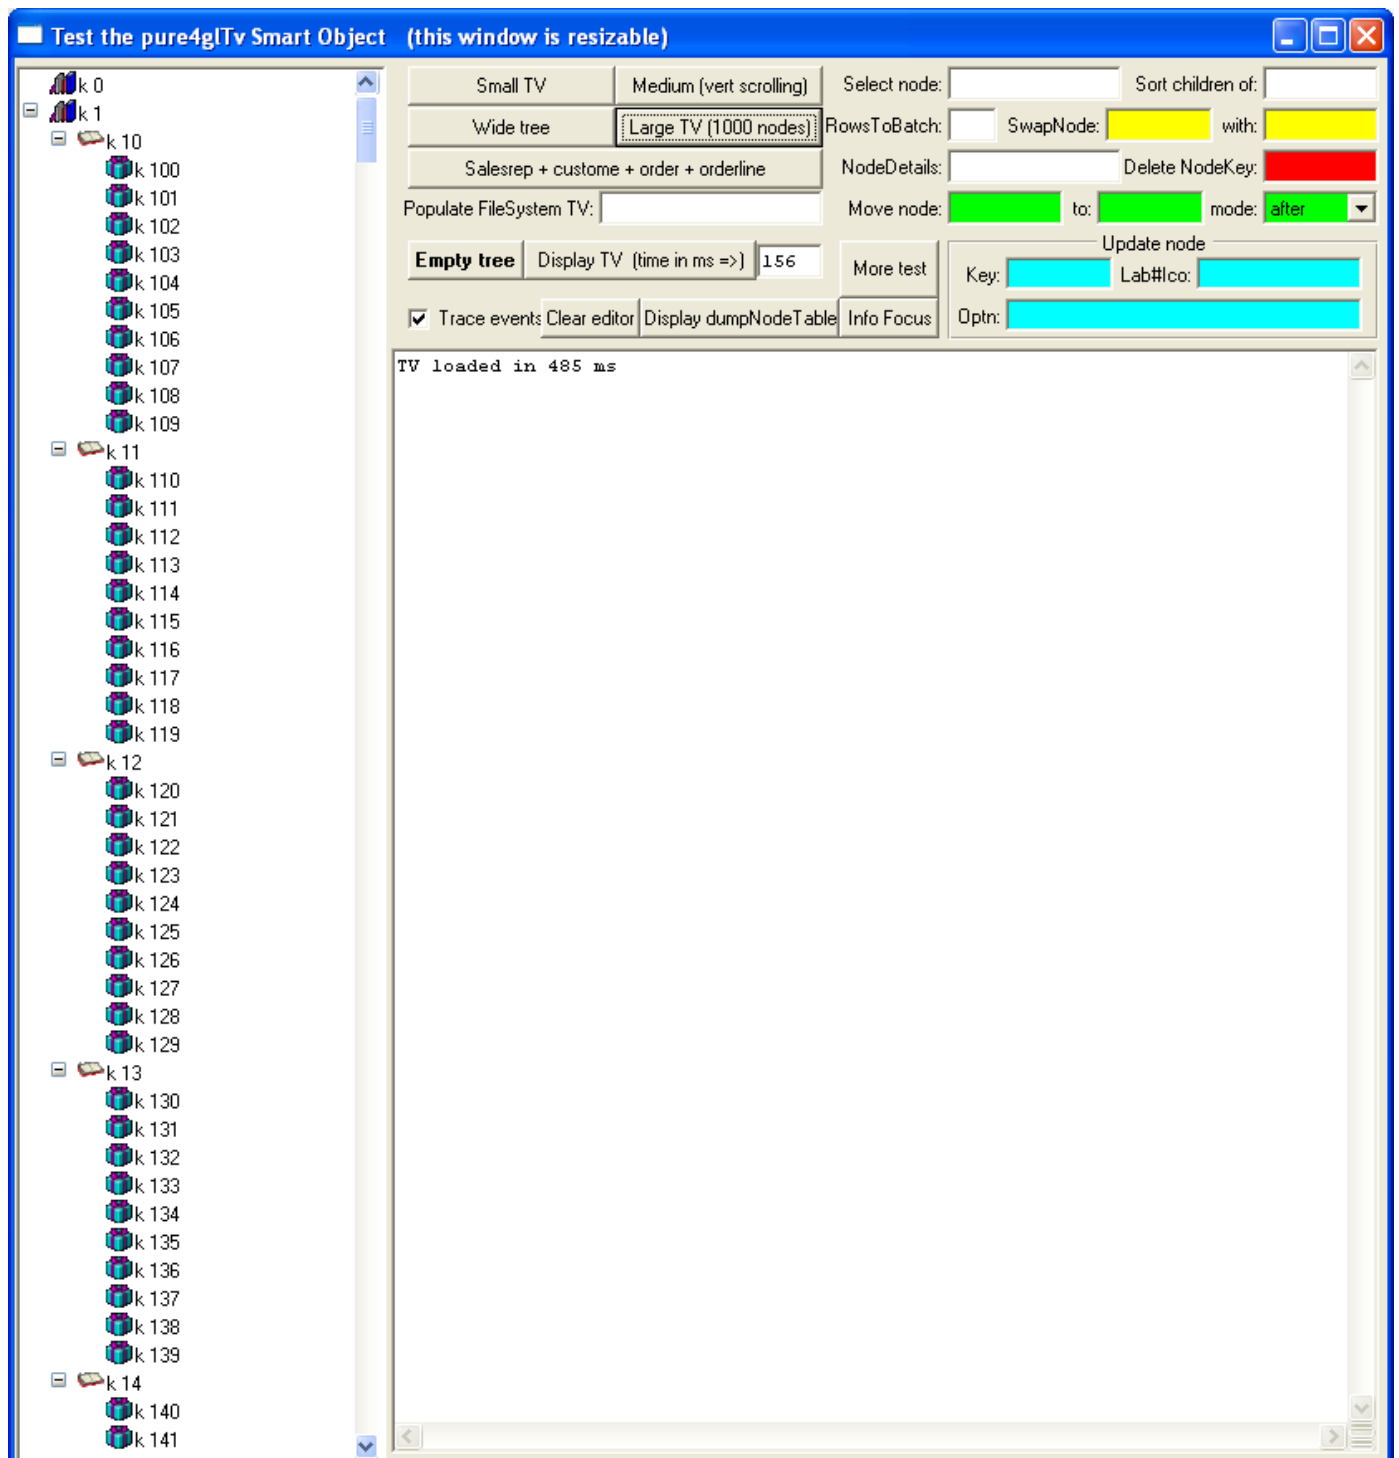 Test the pure4glTv Smart Object (this window is resizable)
k 0
k 1
k 10
k 100
k 101
k 102
k 103
k 104
k 105
k 106
k 107
k 108
k 109
k 11
k 110
k 111
k 112
k 113
k 114
k 115
k 116
k 117
k 118
k 119
k 12
k 120
k 121
k 122
k 123
k 124
k 125
k 126
k 127
k 128
k 129
k 13
k 130
k 131
k 132
k 133
k 134
k 135
k 136
k 137
k 138
k 139
k 14
k 140
k 141
Small TV Medium (vert scrolling) Select node: Sort children of:
Wide tree Large TV (1000 nodes) RowsToBatch: SwapNode: with:
Salesrep + custome + order + orderline NodeDetails: Delete NodeKey:
Populate FileSystem TV: Move node: to: mode: after
Update node
Empty tree Display TV (time in ms =>) 156 More test Key: Lab#Ico:
Trace events Clear editor Display dumpNodeTable Info Focus Optn:
TV loaded in 485 ms